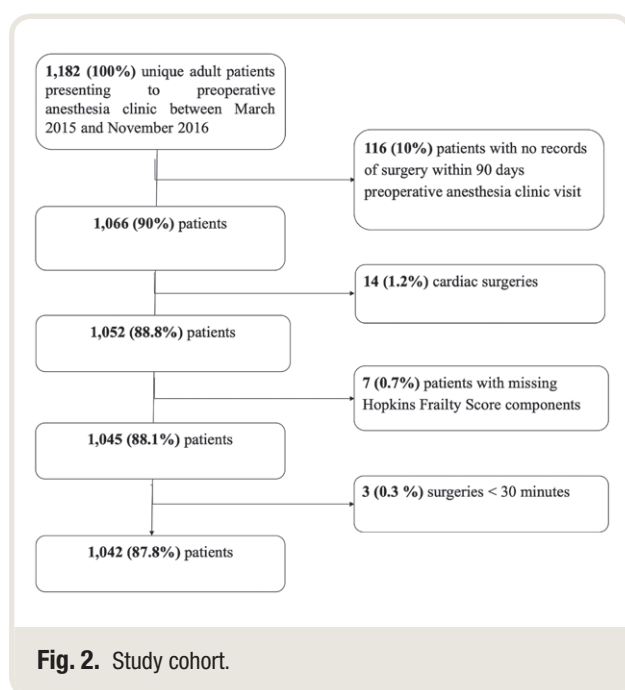 1,182 (100%) unique adult patients
presenting to preoperative
anesthesia clinic between March
2015 and November 2016
116 (10%) patients with no records
of surgery within 90 days
preoperative anesthesia clinic visit
1,066 (90%) patients
14 (1.2%) cardiac surgeries
1,052 (88.8%) patients
7 (0.7%) patients with missing
Hopkins Frailty Score components
1,045 (88.1%) patients
3 (0.3 %) surgeries < 30 minutes
1,042 (87.8%) patients
Fig. 2. Study cohort.